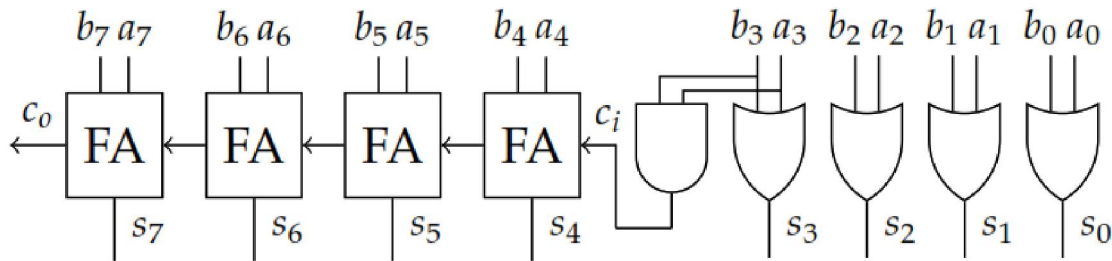 b₇ a₇ b₆ a₆ b₅ a₅ b₄ a₄ b₃ a₃ b₂ a₂ b₁ a₁ b₀ a₀
cₒ FA FA FA FA cᵢ
s₇ s₆ s₅ s₄ s₃ s₂ s₁ s₀